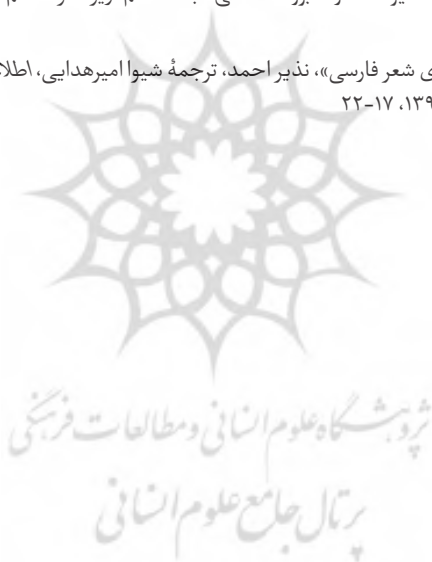 ی شعر فارسی»، نذیر احمد، ترجمهٔ شیوا امیرهدایی، اطلا
۲۲-۱۷ ،۱۳۹
پژوهشگاه علوم انسانی و مطالعات فرهنگی
پرتال جامع علوم انسانی